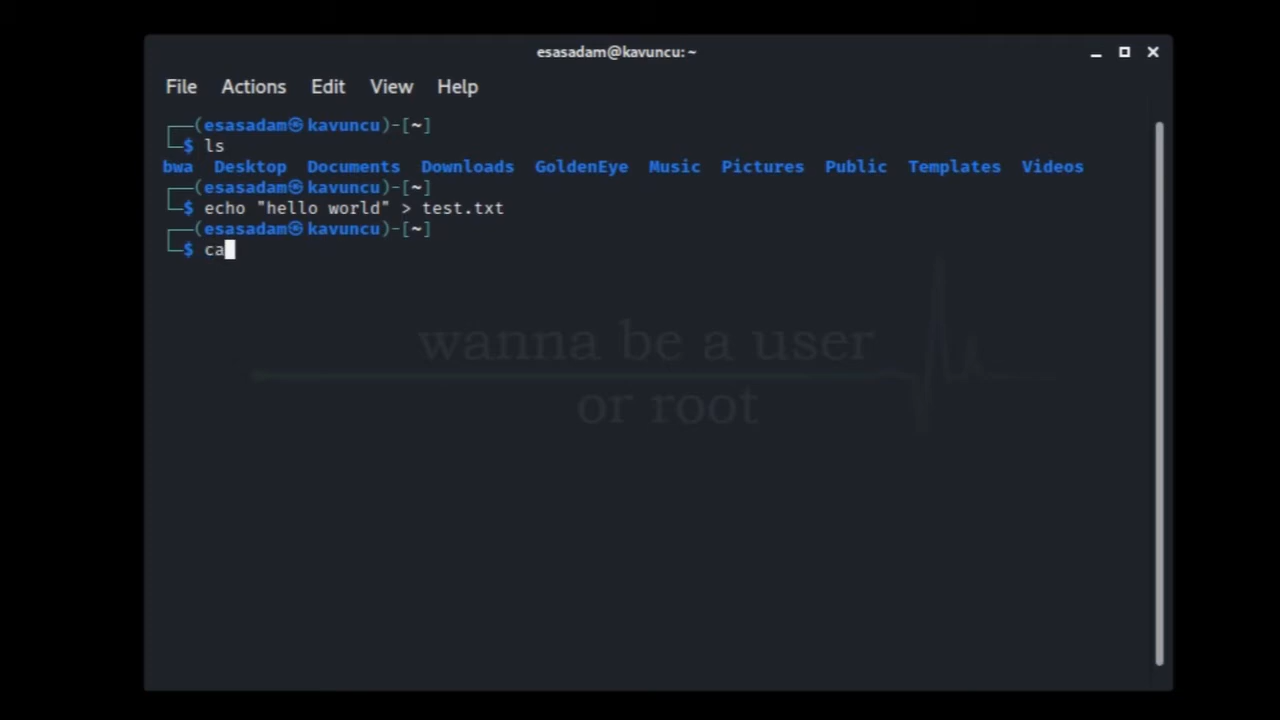 esasadam@kavuncu:~
File Actions Edit View Help
┌──(esasadam㉿kavuncu)-[~]
└─$ ls
bwa Desktop Documents Downloads GoldenEye Music Pictures Public Templates Videos
┌──(esasadam㉿kavuncu)-[~]
└─$ echo "hello world" > test.txt
┌──(esasadam㉿kavuncu)-[~]
└─$ ca
wanna be a user
or root